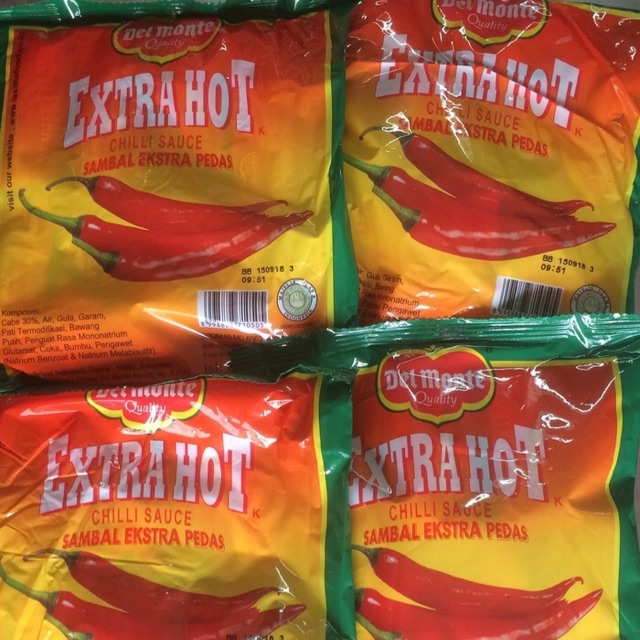 Del Monte
Quality
EXTRA HOT
K
CHILLI SAUCE
SAMBAL EKSTRA PEDAS
visit our website :
BB 150918 3
09:51
Komposisi:
Cabe 30%, Air, Gula, Garam,
Pati Termodifikasi, Bawang
Putih, Penguat Rasa Mononatrium
Glutamat, Cuka, Bumbu, Pengawet
(Natrium Benzoat & Natrium Metabisulfit)
Del Monte
Quality
EXTRA HOT
K
CHILLI SAUCE
SAMBAL EKSTRA PEDAS
BB 150918 3
09:51
Gula, Garam,
Bawang
Del Monte
Quality
EXTRA HOT
K
CHILLI SAUCE
SAMBAL EKSTRA PEDAS
Del Monte
Quality
EXTRA HOT
K
CHILLI SAUCE
SAMBAL EKSTRA PEDAS